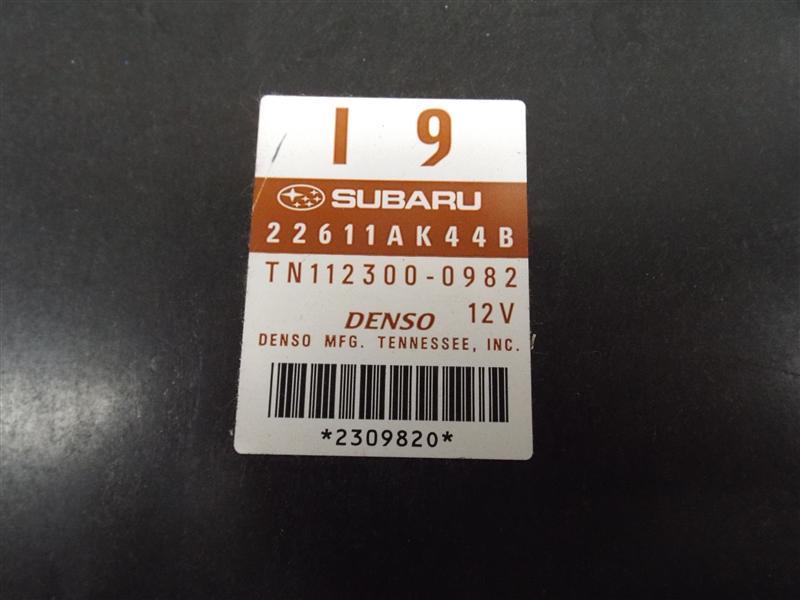 I 9
SUBARU
22611AK44B
TN112300-0982
DENSO 12V
DENSO MFG. TENNESSEE, INC.
*2309820*